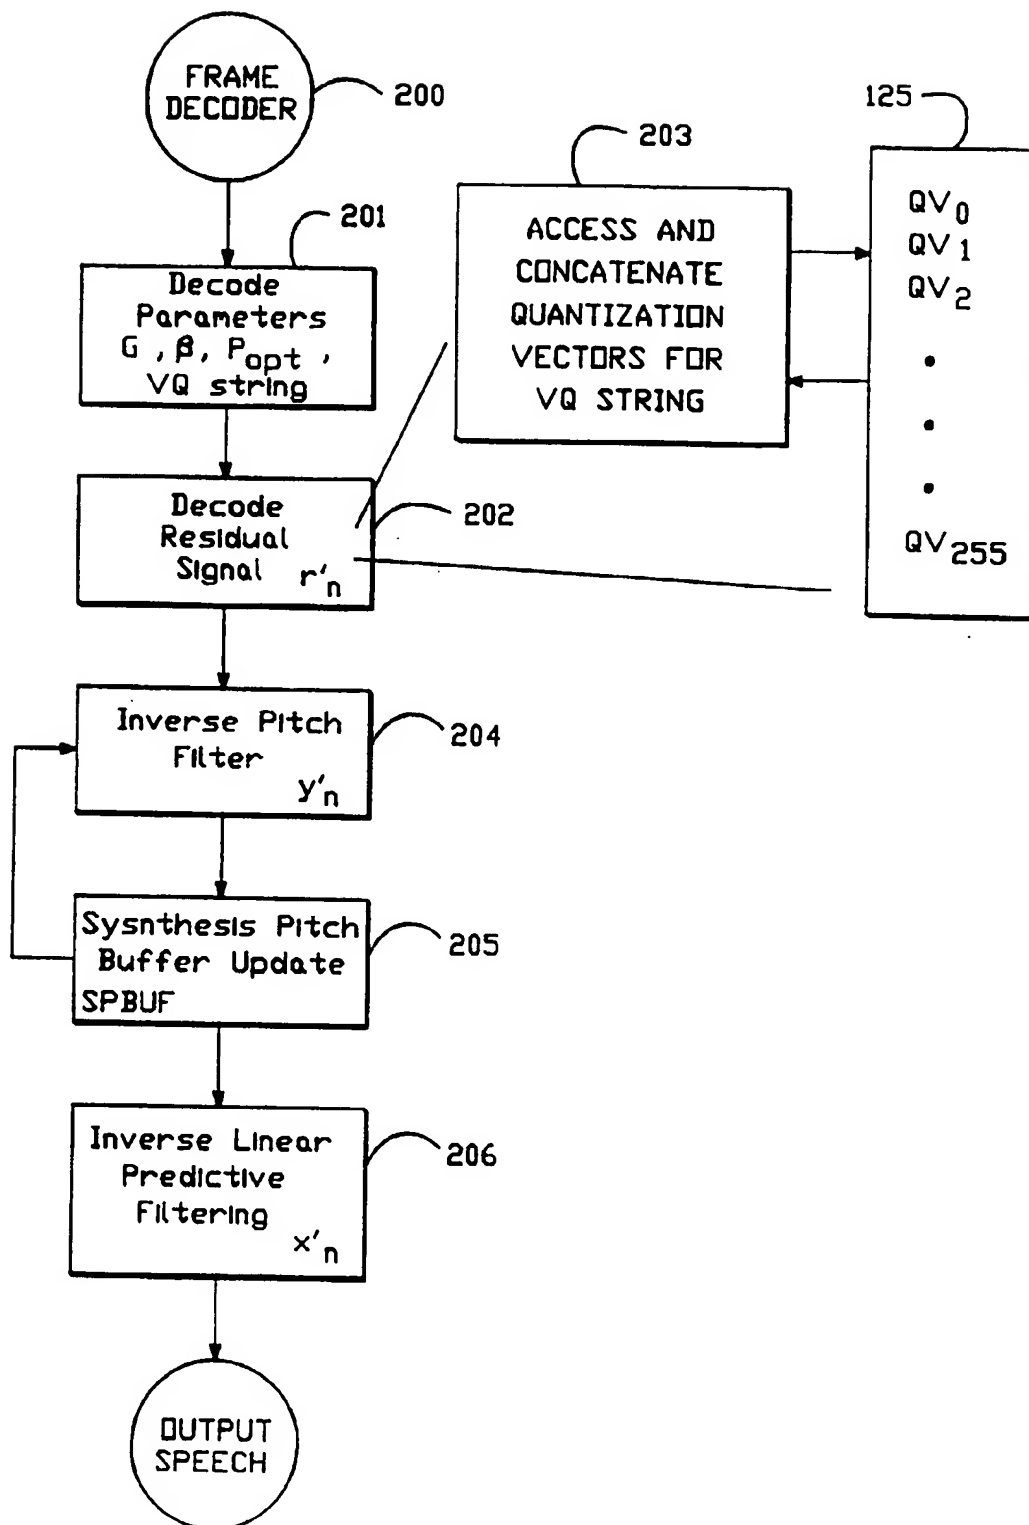 FRAME
DECODER
200
201
Decode
Parameters
G , β, Popt ,
VQ string
203
ACCESS AND
CONCATENATE
QUANTIZATION
VECTORS FOR
VQ STRING
125
QV0
QV1
QV2
QV255
Decode
Residual
Signal r'n
202
Inverse Pitch
Filter
y'n
204
Sysnthesis Pitch
Buffer Update
SPBUF
205
Inverse Linear
Predictive
Filtering
x'n
206
OUTPUT
SPEECH